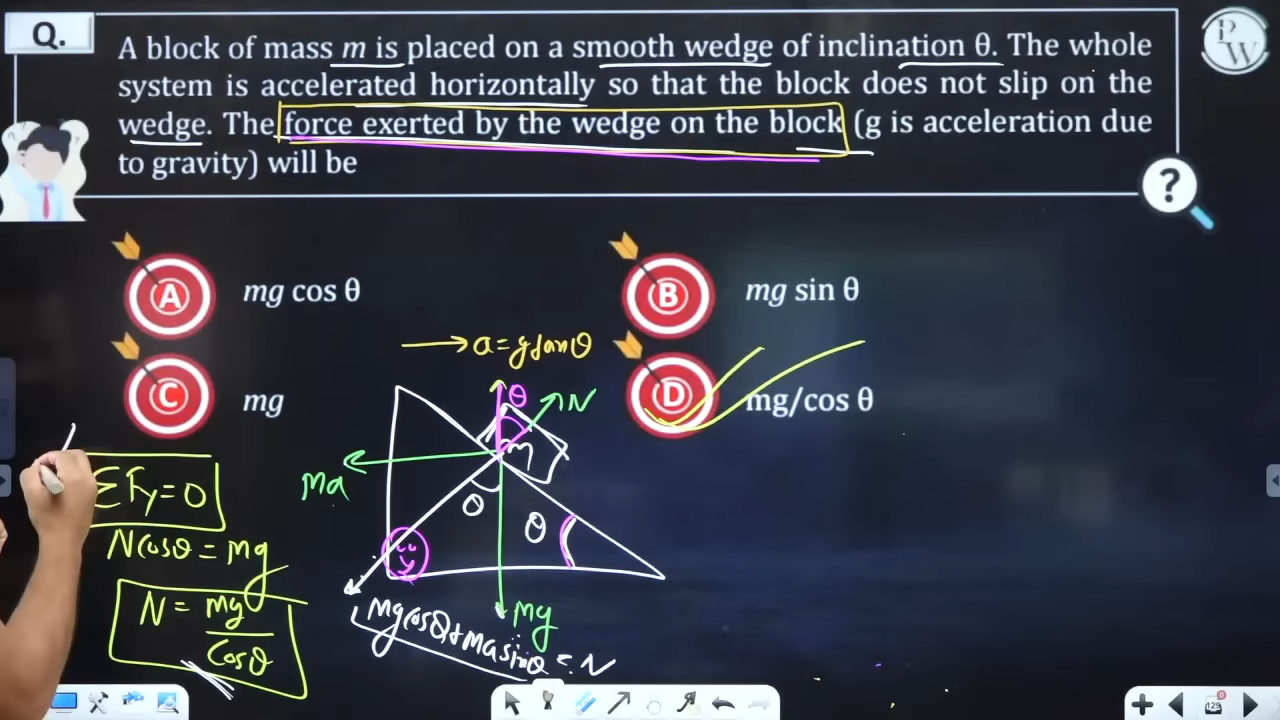 Q.
A block of mass m is placed on a smooth wedge of inclination θ. The whole
system is accelerated horizontally so that the block does not slip on the
wedge. The force exerted by the wedge on the block (g is acceleration due
to gravity) will be
PW
?
A mg cos θ
B mg sin θ
C mg
D mg/cos θ
→ a = g tan θ
θ
N
m
ma
θ
θ
mg
mg cos θ + ma sin θ = N
ΣFy = 0
N cos θ = mg
N = mg/cos θ
129